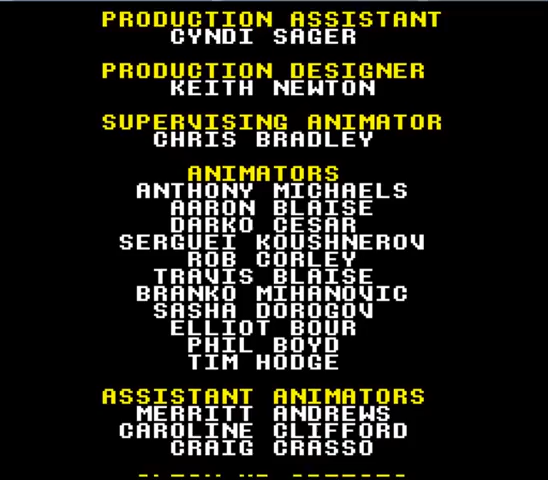 PRODUCTION ASSISTANT
CYNDI SAGER
PRODUCTION DESIGNER
KEITH NEWTON
SUPERVISING ANIMATOR
CHRIS BRADLEY
ANIMATORS
ANTHONY MICHAELS
AARON BLAISE
DARKO CESAR
SERGUEI KOUSHNEROV
ROB CORLEY
TRAVIS BLAISE
BRANKO MIHANOVIC
SASHA DOROGOV
ELLIOT BOUR
PHIL BOYD
TIM HODGE
ASSISTANT ANIMATORS
MERRITT ANDREWS
CAROLINE CLIFFORD
CRAIG CRASSO